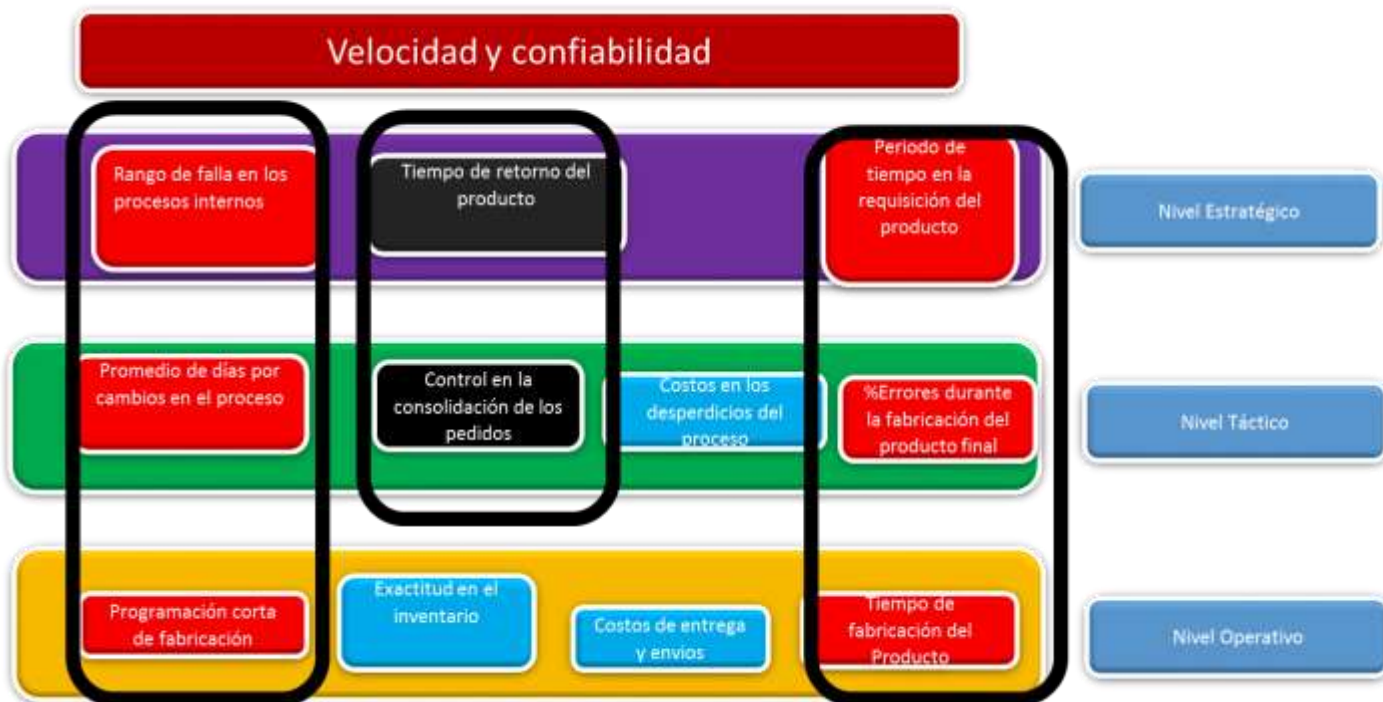 Velocidad y confiabilidad
Rango de falla en los
procesos internos
Tiempo de retorno del
producto
Periodo de
tiempo en la
requisición del
producto
Nivel Estratégico
Promedio de días por
cambios en el proceso
Control en la
consolidación de los
pedidos
Costos en los
desperdicios del
proceso
%Errores durante
la fabricación del
producto final
Nivel Táctico
Programación corta
de fabricación
Exactitud en el
inventario
Costos de entrega
y envios
Tiempo de
fabricación del
Producto
Nivel Operativo